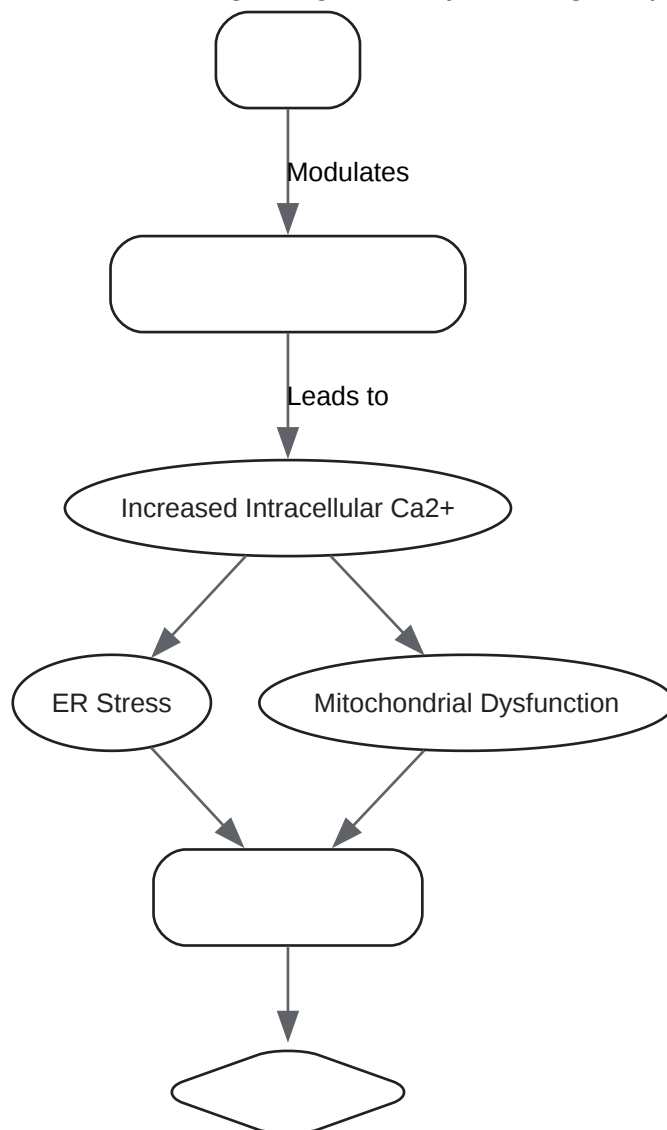 Modulates
Leads to
Increased Intracellular Ca2+
ER Stress
Mitochondrial Dysfunction